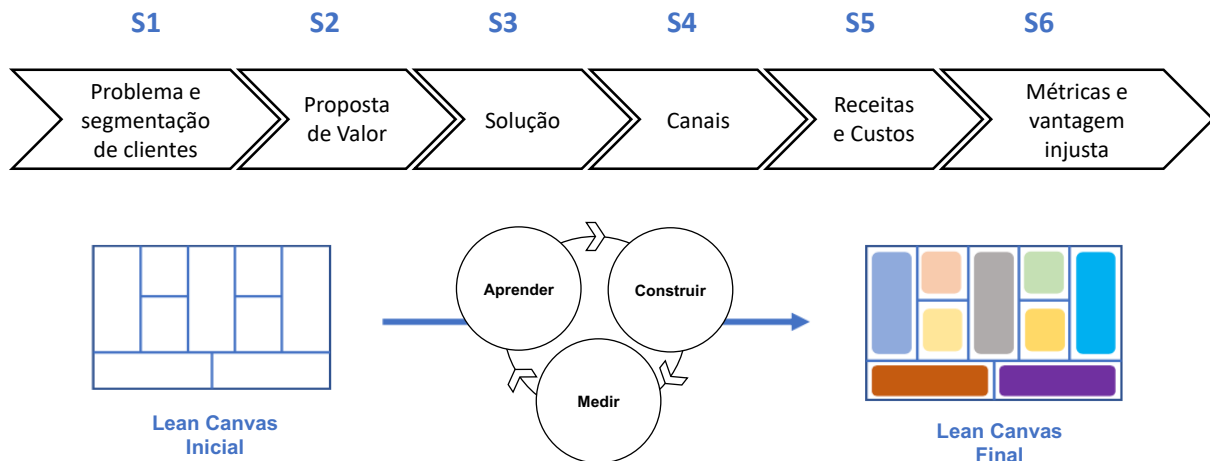 S1
S2
S3
S4
S5
S6
Problema e
segmentação
de clientes
Proposta
de Valor
Solução
Canais
Receitas
e Custos
Métricas e
vantagem
injusta
Aprender
Construir
Medir
Lean Canvas
Inicial
Lean Canvas
Final